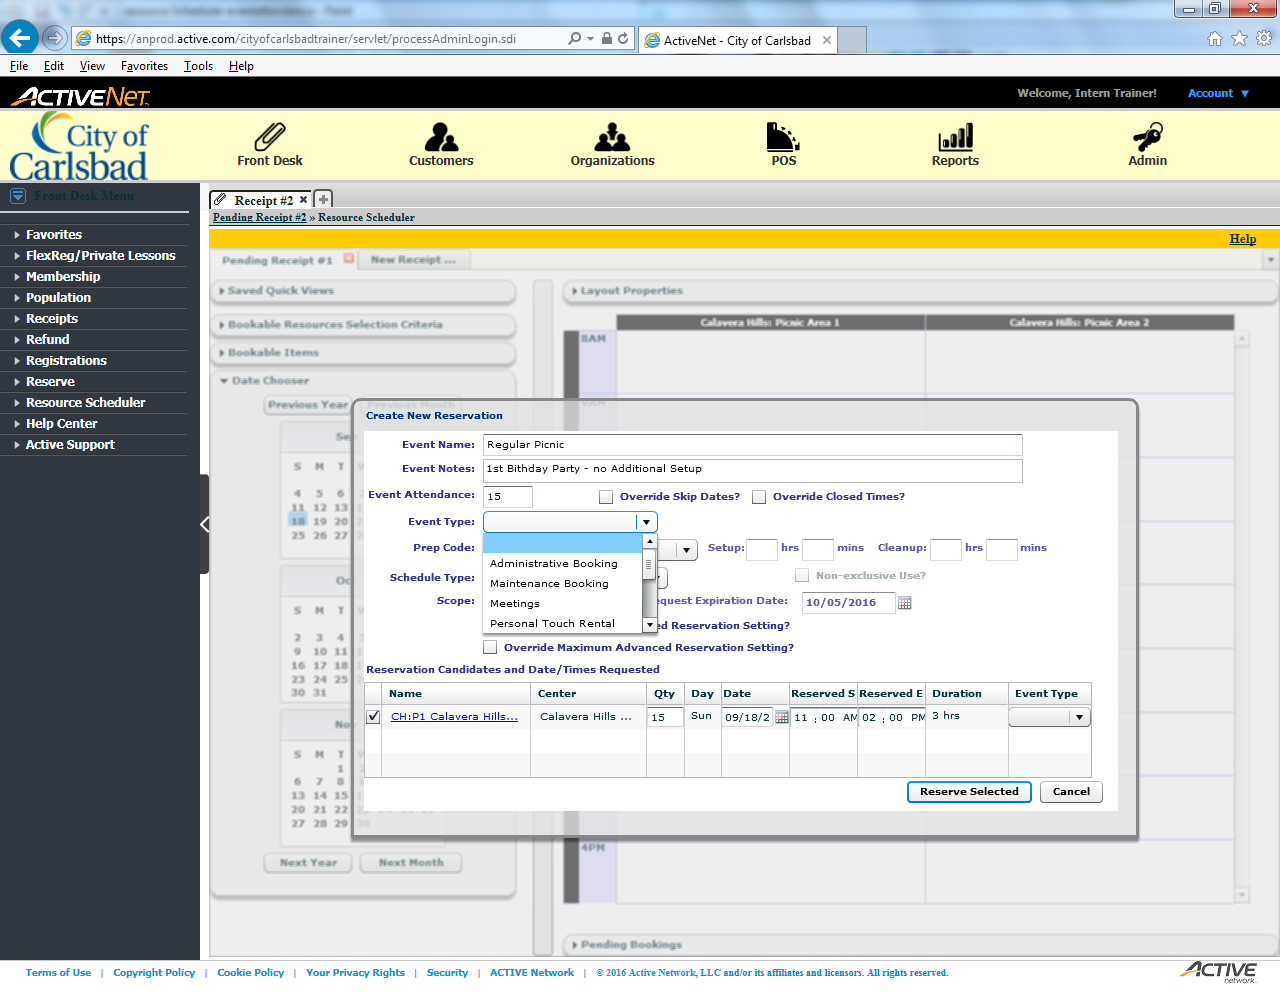 https://anprod.active.com/cityofcarlsbadtrainer/servlet/processAdminLogin.sdi
ActiveNet - City of Carlsbad
File Edit View Favorites Tools Help
ACTIVENET
Welcome, Intern Trainer! Account
City of
Carlsbad
Front Desk Customers Organizations POS Reports Admin
Front Desk Menu
Favorites
FlexReg/Private Lessons
Membership
Population
Receipts
Refund
Registrations
Reserve
Resource Scheduler
Help Center
Active Support
Receipt #2
Pending Receipt #2 » Resource Scheduler
Help
Pending Receipt #1 New Receipt ...
Saved Quick Views
Bookable Resources Selection Criteria
Bookable Items
Date Chooser
Previous Year Previous Month
Se
S M T
4 5 6
11 12 13
18 19 20
25 26 27
Oc
S M T
2 3 4
9 10 11
16 17 18
23 24 25
30 31
No
S M T
1
6 7 8
13 14 15
20 21 22
27 28 29 30
Next Year Next Month
Layout Properties
Calavera Hills: Picnic Area 1 Calavera Hills: Picnic Area 2
8AM
9AM
4PM
Pending Bookings
Create New Reservation
Event Name: Regular Picnic
Event Notes: 1st Bithday Party - no Additional Setup
Event Attendance: 15 Override Skip Dates? Override Closed Times?
Event Type:
Administrative Booking
Maintenance Booking
Meetings
Personal Touch Rental
Prep Code: Setup: hrs mins Cleanup: hrs mins
Schedule Type: Non-exclusive Use?
Scope: equest Expiration Date: 10/05/2016
ed Reservation Setting?
Override Maximum Advanced Reservation Setting?
Reservation Candidates and Date/Times Requested
Name Center Qty Day Date Reserved S Reserved E Duration Event Type
CH:P1 Calavera Hills... Calavera Hills ... 15 Sun 09/18/2 11 : 00 AM 02 : 00 PM 3 hrs
Reserve Selected Cancel
Terms of Use | Copyright Policy | Cookie Policy | Your Privacy Rights | Security | ACTIVE Network | © 2016 Active Network, LLC and/or its affiliates and licensors. All rights reserved.
ACTIVE
network